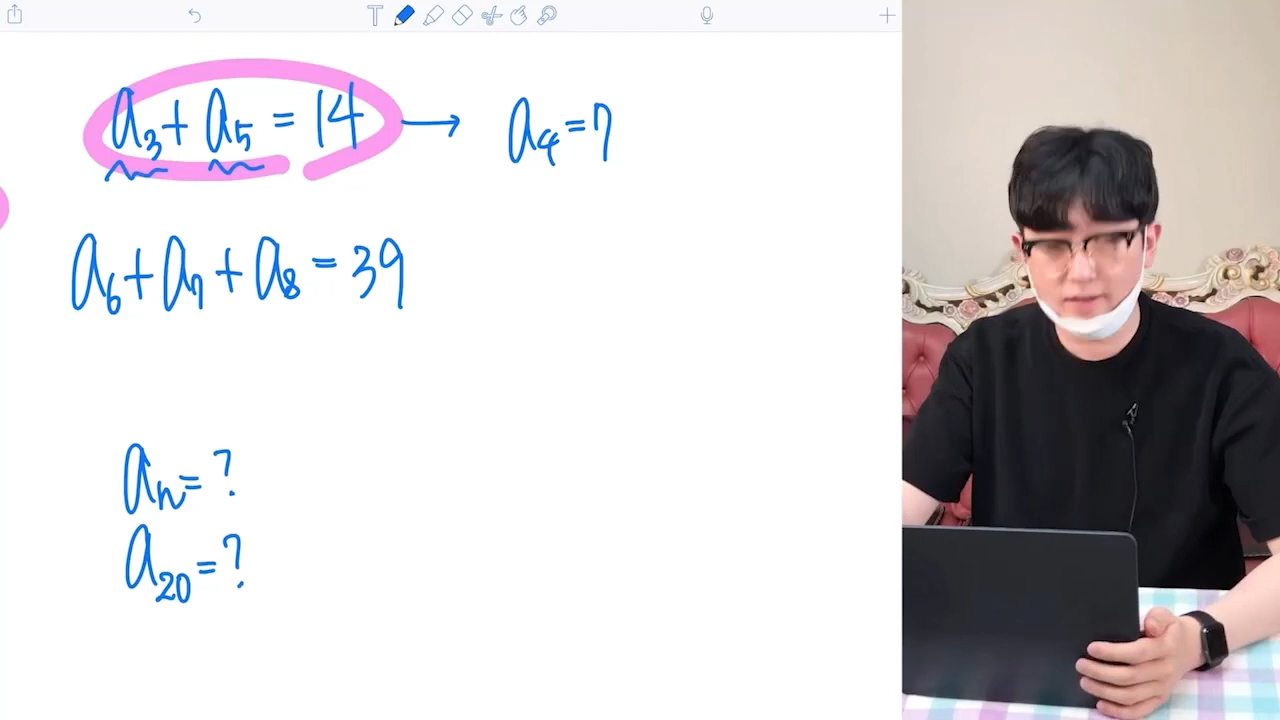 a₃ + a₅ = 14 → a₄ = 7
a₆ + a₇ + a₈ = 39
aₙ = ?
a₂₀ = ?